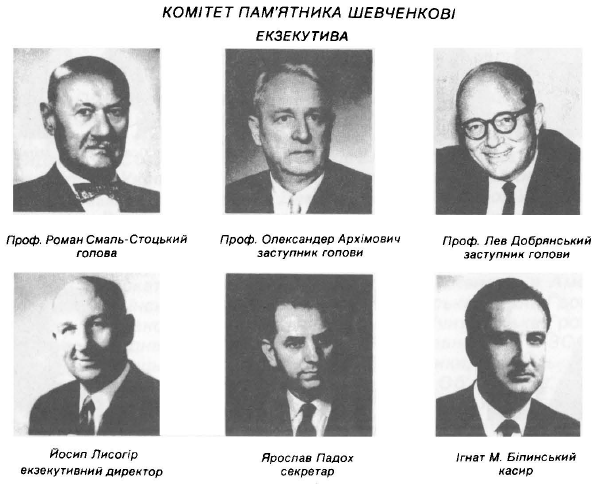 КОМІТЕТ ПАМ'ЯТНИКА ШЕВЧЕНКОВІ
ЕКЗЕКУТИВА
Проф. Роман Смаль-Стоцький
голова
Проф. Олександер Архімович
заступник голови
Проф. Лев Добрянський
заступник голови
Йосип Лисогір
екзекутивний директор
Ярослав Падох
секретар
Ігнат М. Білинський
касир